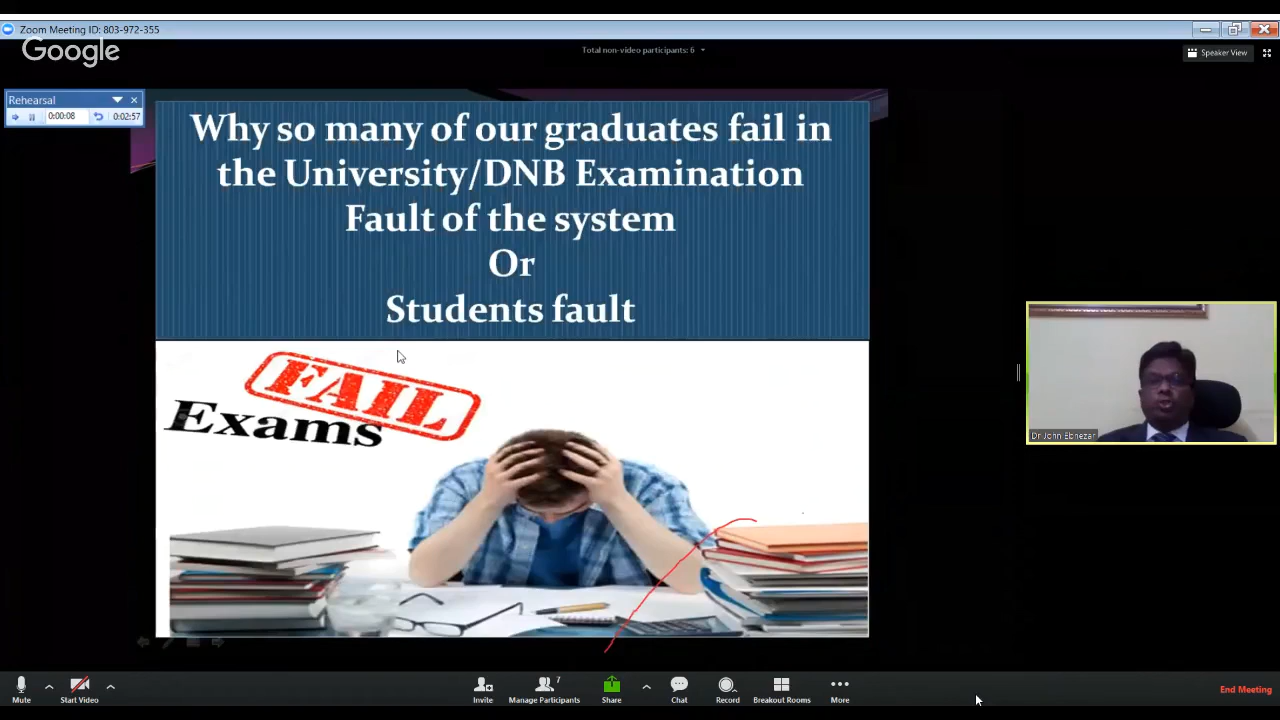 Zoom Meeting ID: 803-972-355
Google
Total non-video participants: 6
Speaker View
Rehearsal
0:00:08
0:02:57
Why so many of our graduates fail in
the University/DNB Examination
Fault of the system
Or
Students fault
FAIL
Exams
Dr John Ebnezar
7
Mute
Start Video
Invite
Manage Participants
Share
Chat
Record
Breakout Rooms
More
End Meeting